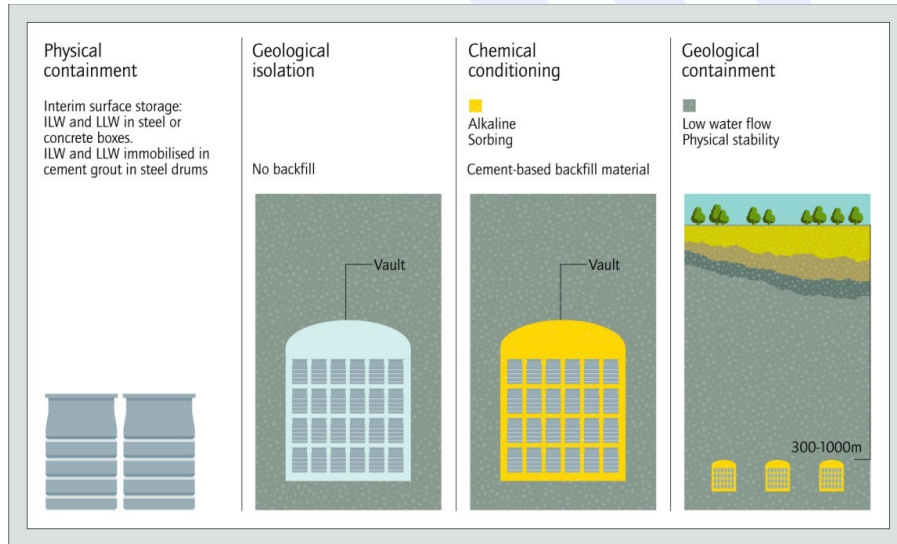 Physical
containment
Interim surface storage:
ILW and LLW in steel or
concrete boxes.
ILW and LLW immobilised in
cement grout in steel drums
Geological
isolation
No backfill
Vault
Chemical
conditioning
Alkaline
Sorbing
Cement-based backfill material
Vault
Geological
containment
Low water flow
Physical stability
300-1000m